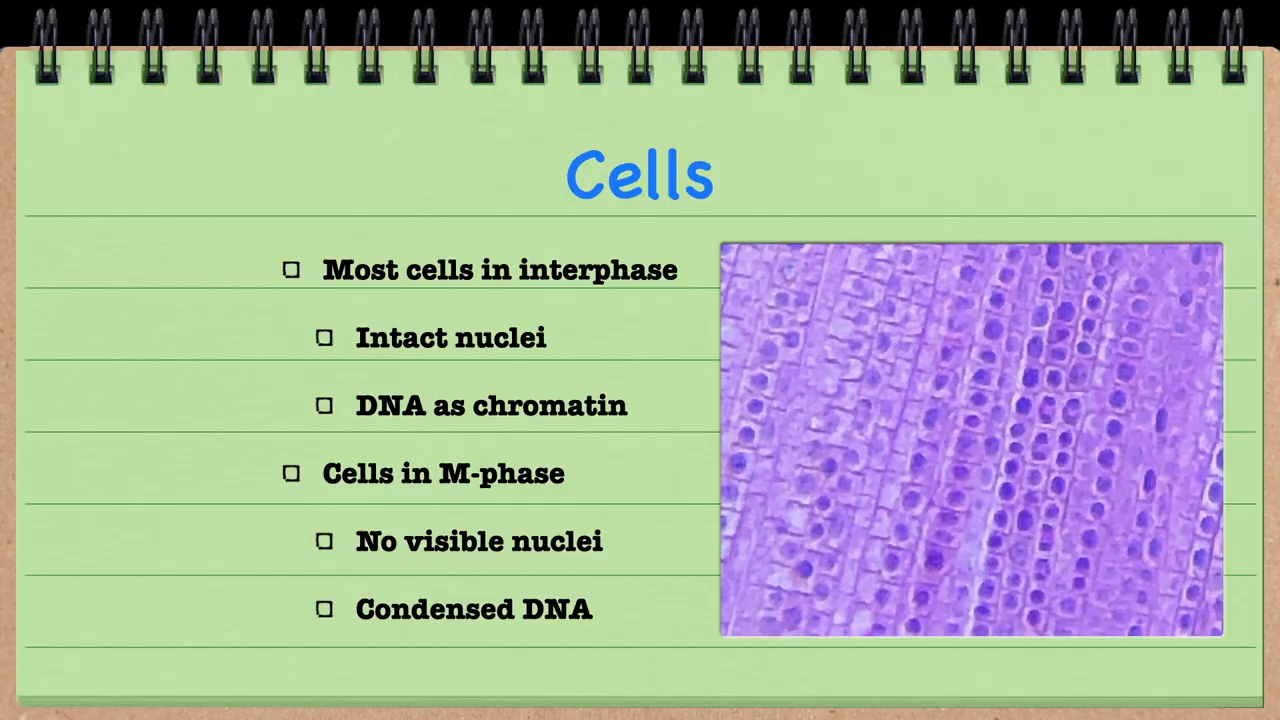 Cells
Most cells in interphase
Intact nuclei
DNA as chromatin
Cells in M-phase
No visible nuclei
Condensed DNA